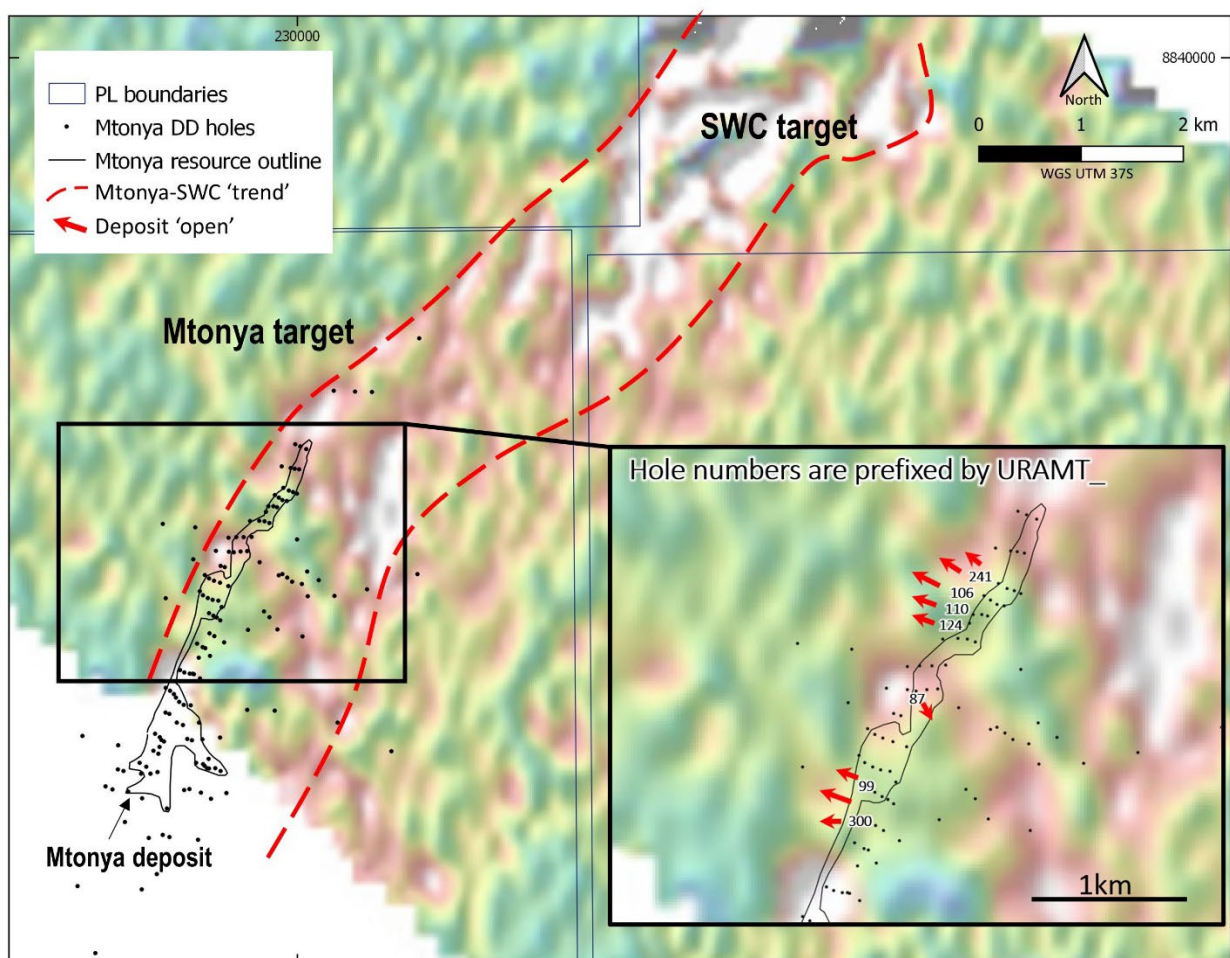 230000
8840000
PL boundaries
Mtonya DD holes
Mtonya resource outline
Mtonya-SWC ‘trend’
Deposit ‘open’
North
0 1 2 km
WGS UTM 37S
SWC target
Mtonya target
Hole numbers are prefixed by URAMT_
241
106
110
124
87
99
300
1km
Mtonya deposit